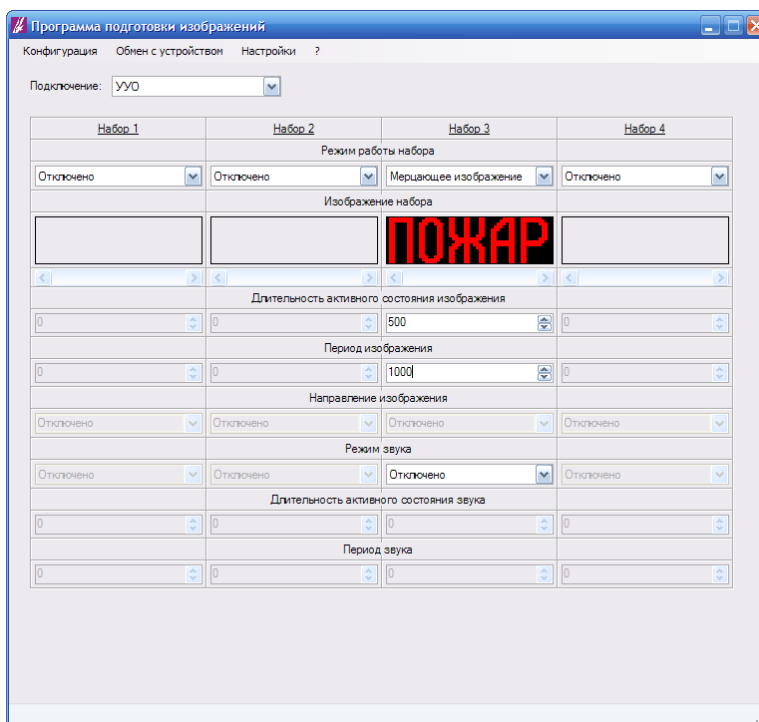 Программа подготовки изображений
Конфигурация Обмен с устройством Настройки ?
Подключение: УУО
Набор 1 Набор 2 Набор 3 Набор 4
Режим работы набора
Отключено Отключено Мерцающее изображение Отключено
Изображение набора
ПОЖАР
Длительность активного состояния изображения
0 0 500 0
Период изображения
0 0 1000 0
Направление изображения
Отключено Отключено Отключено Отключено
Режим звука
Отключено Отключено Отключено Отключено
Длительность активного состояния звука
0 0 0 0
Период звука
0 0 0 0